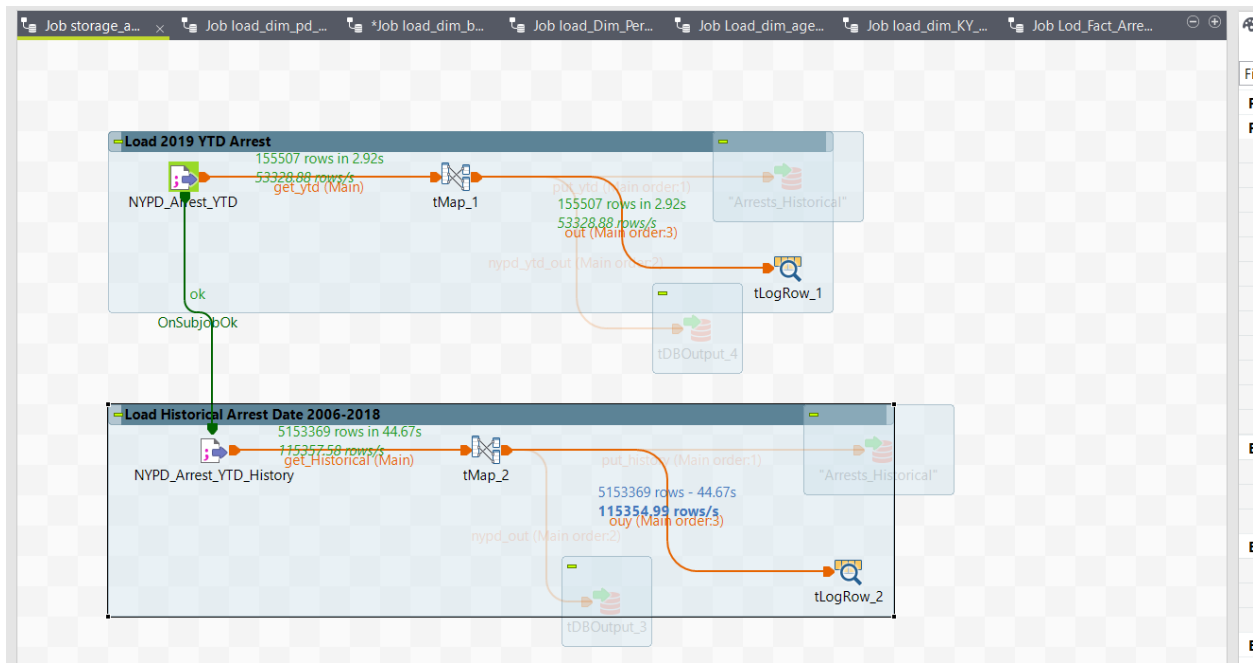 Job storage_a...
Job load_dim_pd_...
*Job load_dim_b...
Job load_Dim_Per...
Job Load_dim_age...
Job load_dim_KY_...
Job Lod_Fact_Arre...
Load 2019 YTD Arrest
155507 rows in 2.92s
53328.88 rows/s
get_ytd (Main)
NYPD_Arrest_YTD
tMap_1
put_ytd (Main order:1)
"Arrests_Historical"
155507 rows in 2.92s
53328.88 rows/s
out (Main order:3)
nypd_ytd_out (Main order:2)
tLogRow_1
ok
OnSubjobOk
tDBOutput_4
Load Historical Arrest Date 2006-2018
5153369 rows in 44.67s
115357.58 rows/s
get_Historical (Main)
NYPD_Arrest_YTD_History
tMap_2
put_history (Main order:1)
"Arrests_Historical"
5153369 rows - 44.67s
115354.99 rows/s
ouy (Main order:3)
nypd_out (Main order:2)
tLogRow_2
tDBOutput_3